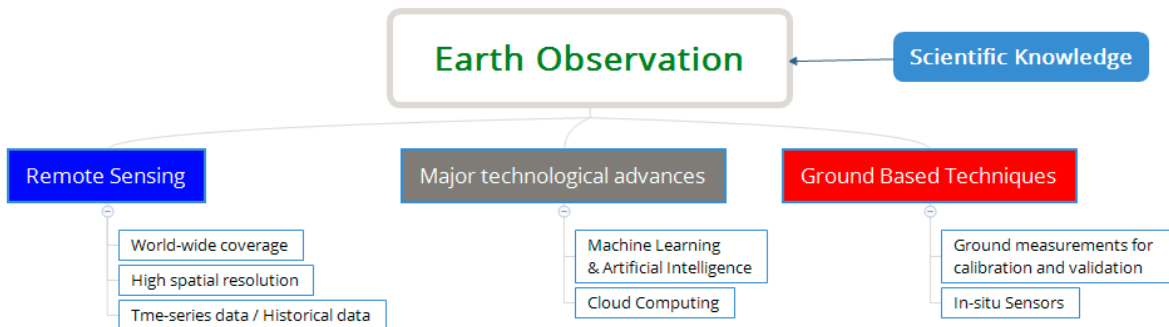 Earth Observation
Scientific Knowledge
Remote Sensing
World-wide coverage
High spatial resolution
Tme-series data / Historical data
Major technological advances
Machine Learning
& Artificial Intelligence
Cloud Computing
Ground Based Techniques
Ground measurements for
calibration and validation
In-situ Sensors